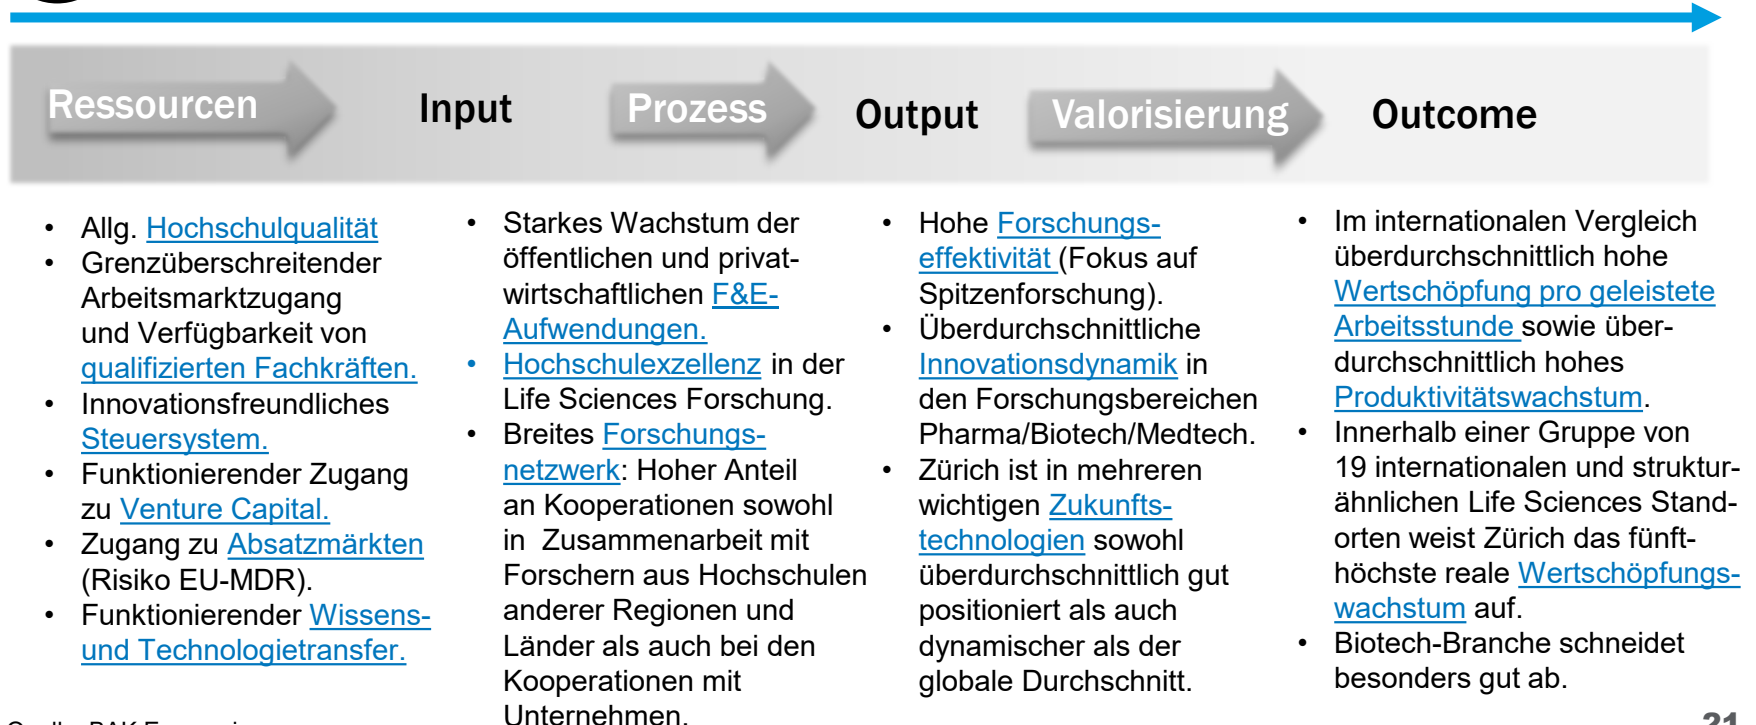 Ressourcen Input Prozess Output Valorisierung Outcome
• Allg. Hochschulqualität
• Grenzüberschreitender
Arbeitsmarktzugang
und Verfügbarkeit von
qualifizierten Fachkräften.
• Innovationsfreundliches
Steuersystem.
• Funktionierender Zugang
zu Venture Capital.
• Zugang zu Absatzmärkten
(Risiko EU-MDR).
• Funktionierender Wissens-
und Technologietransfer.
• Starkes Wachstum der
öffentlichen und privat-
wirtschaftlichen F&E-
Aufwendungen.
• Hochschulexzellenz in der
Life Sciences Forschung.
• Breites Forschungs-
netzwerk: Hoher Anteil
an Kooperationen sowohl
in Zusammenarbeit mit
Forschern aus Hochschulen
anderer Regionen und
Länder als auch bei den
Kooperationen mit
Unternehmen.
• Hohe Forschungs-
effektivität (Fokus auf
Spitzenforschung).
• Überdurchschnittliche
Innovationsdynamik in
den Forschungsbereichen
Pharma/Biotech/Medtech.
• Zürich ist in mehreren
wichtigen Zukunfts-
technologien sowohl
überdurchschnittlich gut
positioniert als auch
dynamischer als der
globale Durchschnitt.
• Im internationalen Vergleich
überdurchschnittlich hohe
Wertschöpfung pro geleistete
Arbeitsstunde sowie über-
durchschnittlich hohes
Produktivitätswachstum.
• Innerhalb einer Gruppe von
19 internationalen und struktur-
ähnlichen Life Sciences Stand-
orten weist Zürich das fünft-
höchste reale Wertschöpfungs-
wachstum auf.
• Biotech-Branche schneidet
besonders gut ab.
21